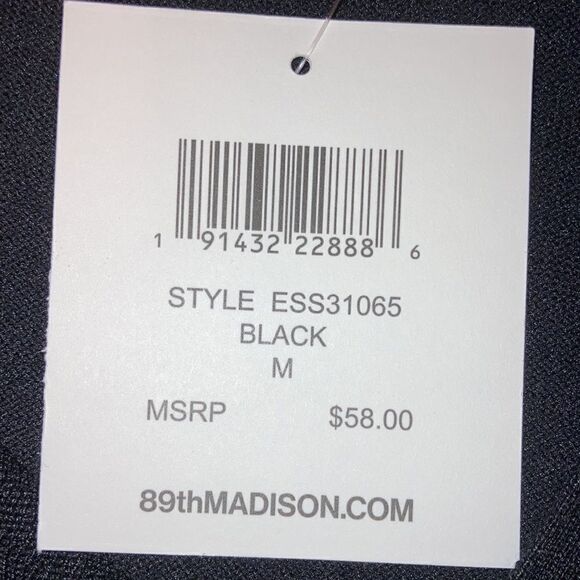 1 91432 22888 6
STYLE ESS31065
BLACK
M
MSRP $58.00
89thMADISON.COM